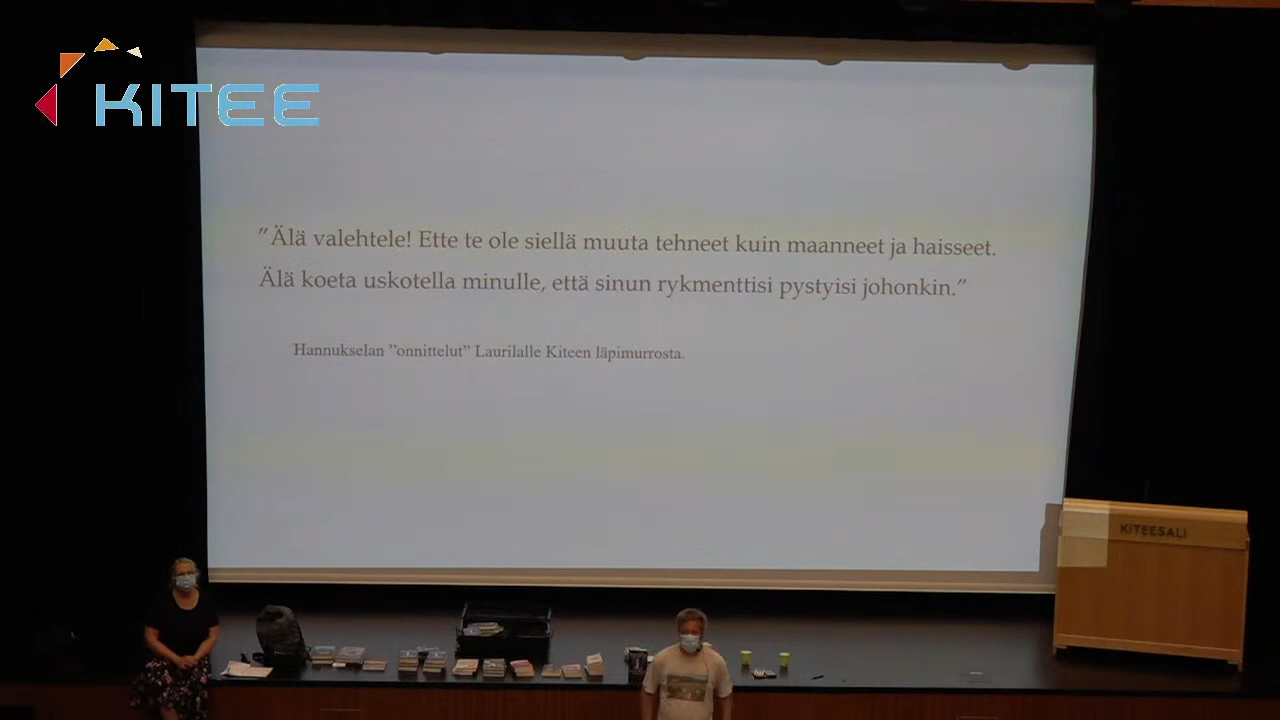 KITEE
”Älä valehtele! Ette te ole siellä muuta tehneet kuin maanneet ja haisseet.
Älä koeta uskotella minulle, että sinun rykmenttisi pystyisi johonkin.”
Hannukselan ”onnittelut” Laurilalle Kiteen läpimurrosta.
KITEESALI